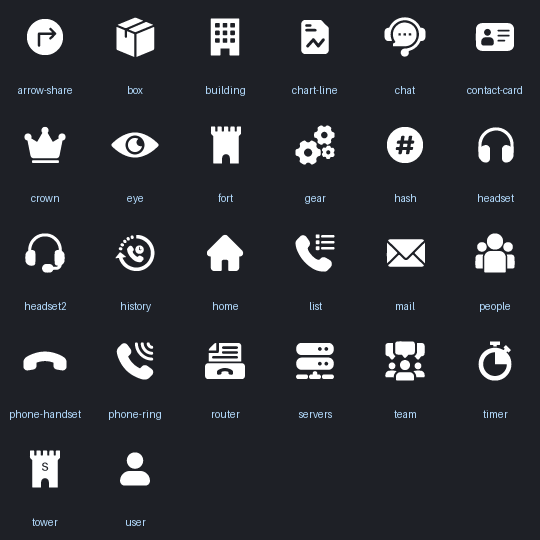 arrow-share box building chart-line chat contact-card
#
crown eye fort gear hash headset
headset2 history home list mail people
phone-handset phone-ring router servers team timer
S
tower user